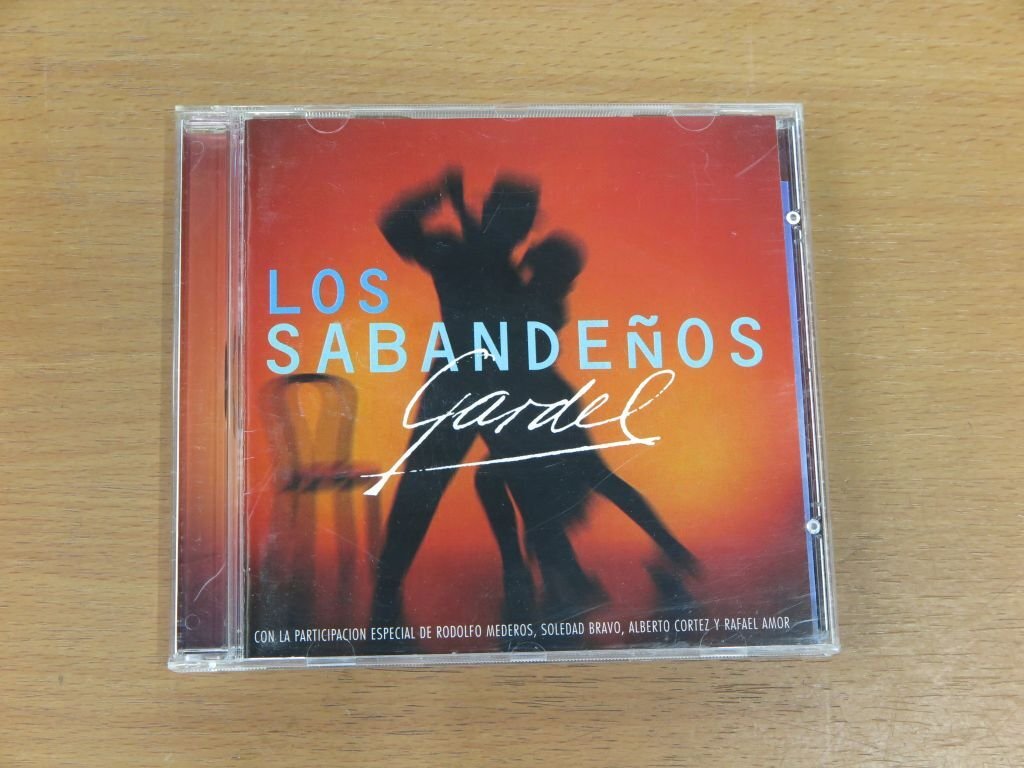 LOS
SABANDEÑOS
Gardel
CON LA PARTICIPACION ESPECIAL DE RODOLFO MEDEROS, SOLEDAD BRAVO, ALBERTO CORTEZ Y RAFAEL AMOR